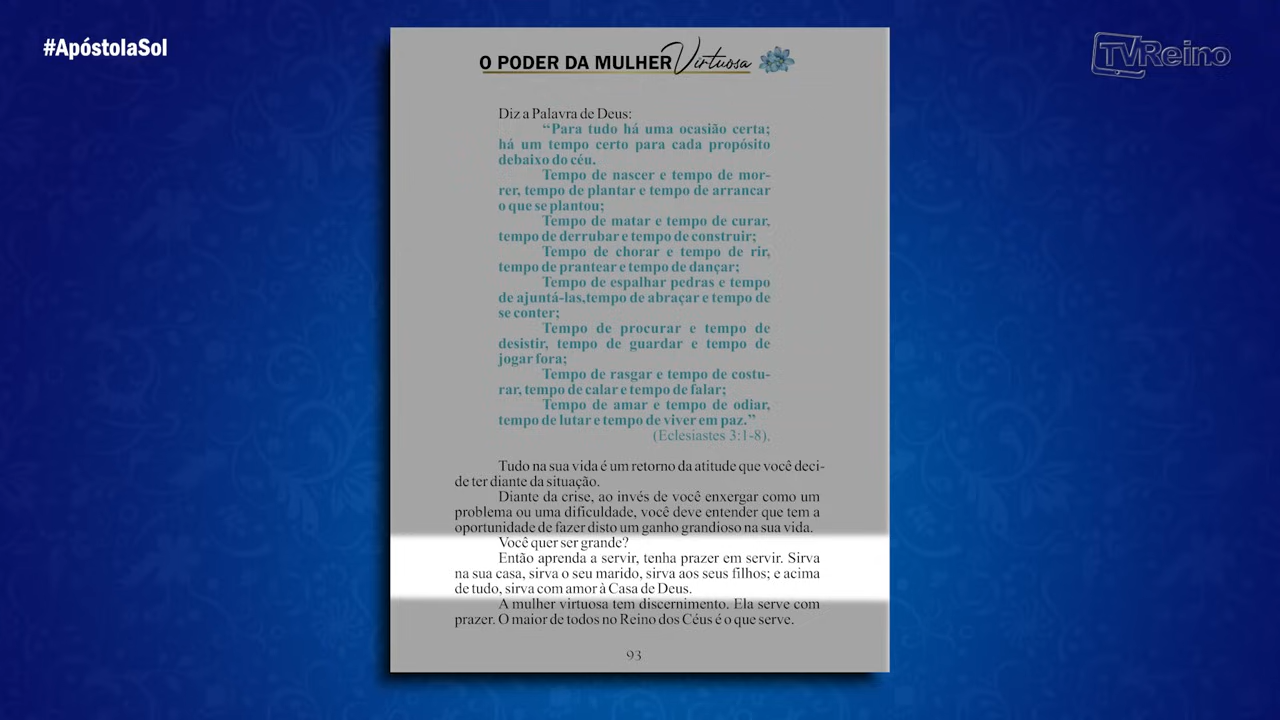 #ApóstolaSol
TVReino
O PODER DA MULHER Virtuosa
Diz a Palavra de Deus:
“Para tudo há uma ocasião certa;
há um tempo certo para cada propósito
debaixo do céu.
Tempo de nascer e tempo de mor-
rer, tempo de plantar e tempo de arrancar
o que se plantou;
Tempo de matar e tempo de curar,
tempo de derrubar e tempo de construir;
Tempo de chorar e tempo de rir,
tempo de prantear e tempo de dançar;
Tempo de espalhar pedras e tempo
de ajuntá-las,tempo de abraçar e tempo de
se conter;
Tempo de procurar e tempo de
desistir, tempo de guardar e tempo de
jogar fora;
Tempo de rasgar e tempo de costu-
rar, tempo de calar e tempo de falar;
Tempo de amar e tempo de odiar,
tempo de lutar e tempo de viver em paz.”
(Eclesiastes 3:1-8).
Tudo na sua vida é um retorno da atitude que você deci-
de ter diante da situação.
Diante da crise, ao invés de você enxergar como um
problema ou uma dificuldade, você deve entender que tem a
oportunidade de fazer disto um ganho grandioso na sua vida.
Você quer ser grande?
Então aprenda a servir, tenha prazer em servir. Sirva
na sua casa, sirva o seu marido, sirva aos seus filhos; e acima
de tudo, sirva com amor à Casa de Deus.
A mulher virtuosa tem discernimento. Ela serve com
prazer. O maior de todos no Reino dos Céus é o que serve.
93